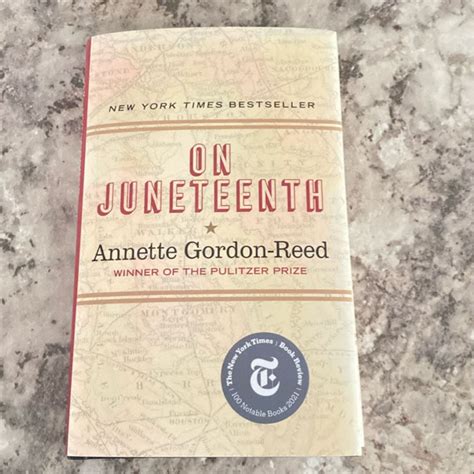 NEW YORK TIMES BESTSELLER
ON
JUNETEENTH
Annette Gordon-Reed
WINNER OF THE PULITZER PRIZE
The New York Times | Book Review
T
100 Notable Books 2021
MONTGOMERY